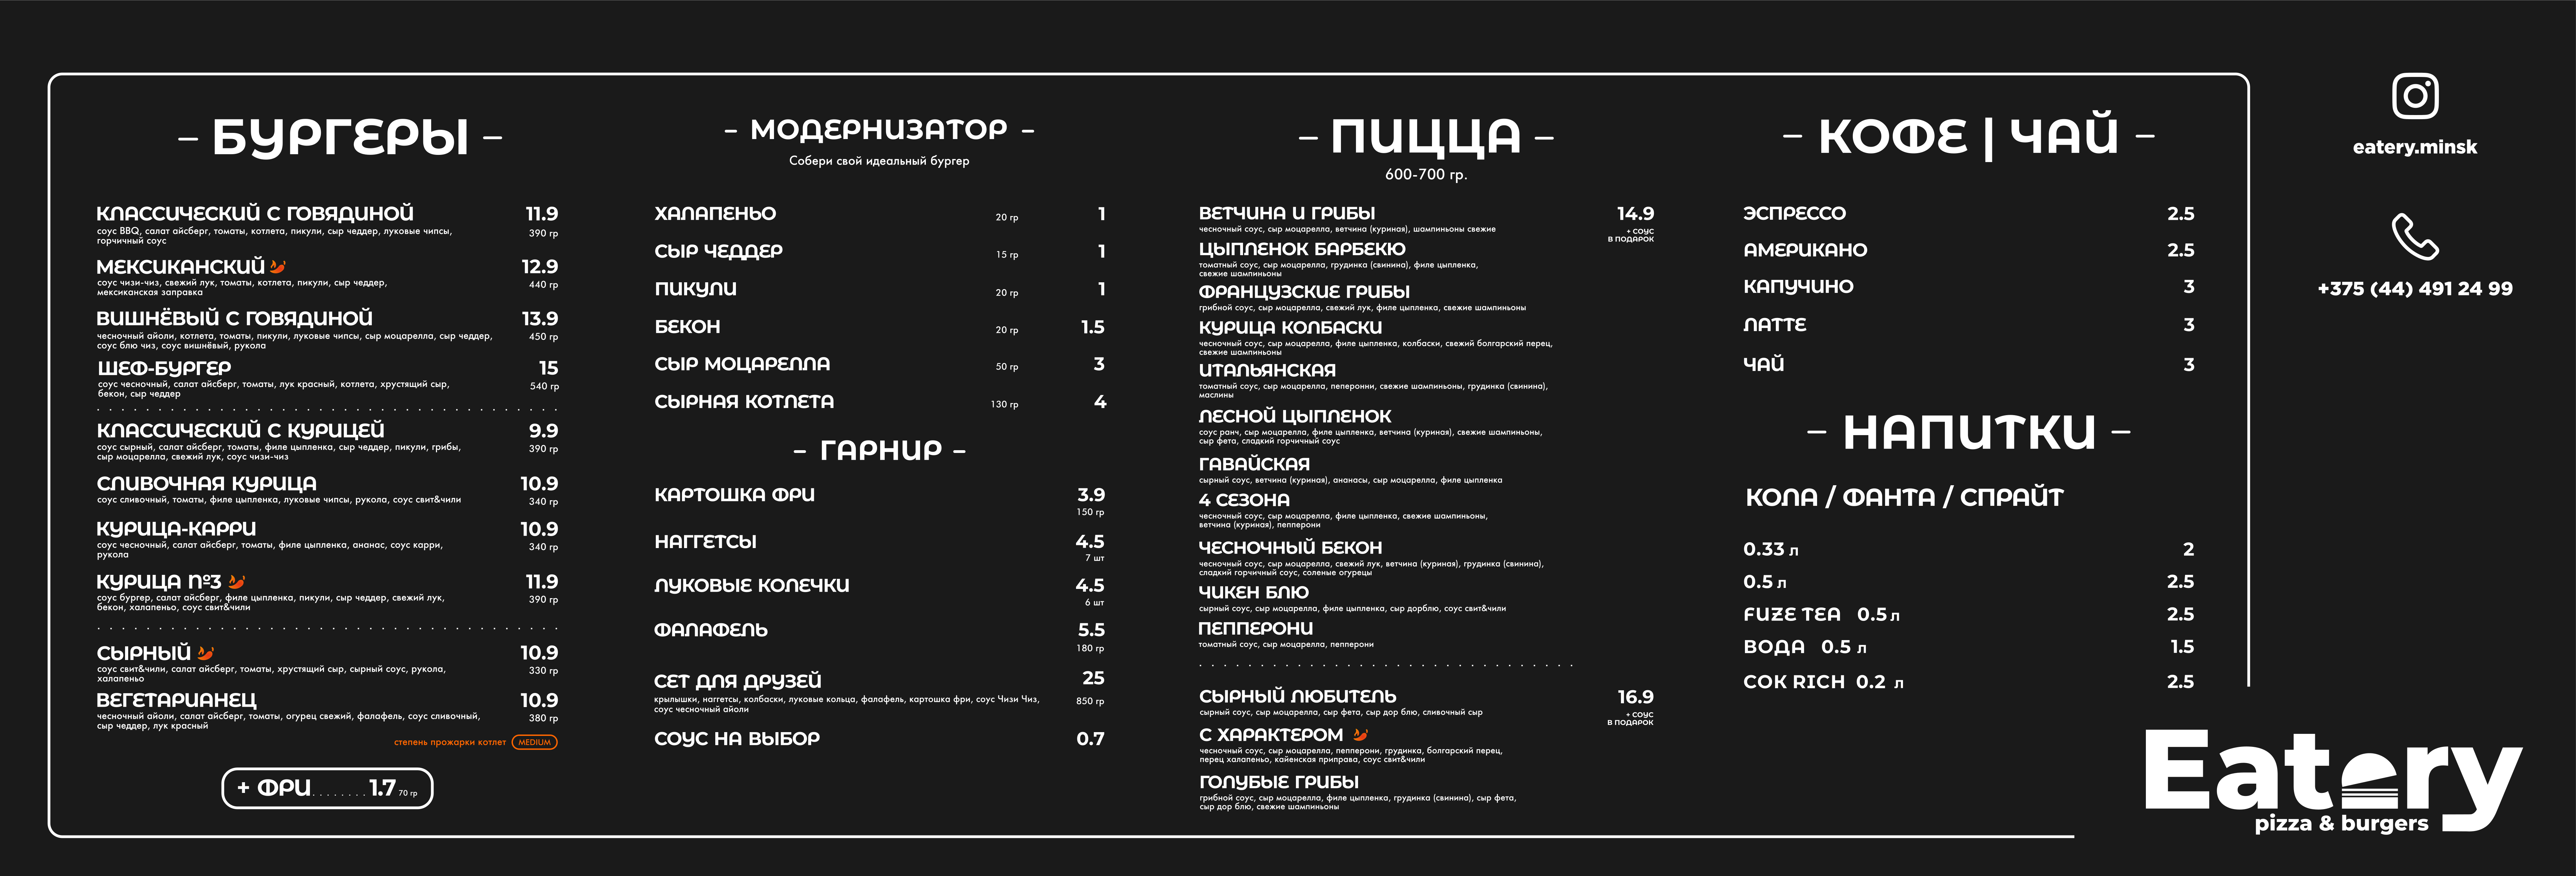 – БУРГЕРЫ –
КЛАССИЧЕСКИЙ С ГОВЯДИНОЙ 11.9
соус BBQ, салат айсберг, томаты, котлета, пикули, сыр чеддер, луковые чипсы, 390 гр
горчичный соус
МЕКСИКАНСКИЙ 12.9
соус чизи-чиз, свежий лук, томаты, котлета, пикули, сыр чеддер, 440 гр
мексиканская заправка
ВИШНЁВЫЙ С ГОВЯДИНОЙ 13.9
чесночный айоли, котлета, томаты, пикули, луковые чипсы, сыр моцарелла, сыр чеддер, 450 гр
соус блю чиз, соус вишнёвый, рукола
ШЕФ-БУРГЕР 15
соус чесночный, салат айсберг, томаты, лук красный, котлета, хрустящий сыр, 540 гр
бекон, сыр чеддер
КЛАССИЧЕСКИЙ С КУРИЦЕЙ 9.9
соус сырный, салат айсберг, томаты, филе цыпленка, сыр чеддер, пикули, грибы, 390 гр
сыр моцарелла, свежий лук, соус чизи-чиз
СЛИВОЧНАЯ КУРИЦА 10.9
соус сливочный, томаты, филе цыпленка, луковые чипсы, рукола, соус свит&чили 340 гр
КУРИЦА-КАРРИ 10.9
соус чесночный, салат айсберг, томаты, филе цыпленка, ананас, соус карри, 340 гр
рукола
КУРИЦА №3 11.9
соус бургер, салат айсберг, филе цыпленка, пикули, сыр чеддер, свежий лук, 390 гр
бекон, халапеньо, соус свит&чили
СЫРНЫЙ 10.9
соус свит&чили, салат айсберг, томаты, хрустящий сыр, сырный соус, рукола, 330 гр
халапеньо
ВЕГЕТАРИАНЕЦ 10.9
чесночный айоли, салат айсберг, томаты, огурец свежий, фалафель, соус сливочный, 380 гр
сыр чеддер, лук красный
степень прожарки котлет MEDIUM
+ ФРИ........1.7 70 гр
– МОДЕРНИЗАТОР –
Собери свой идеальный бургер
ХАЛАПЕНЬО 20 гр 1
СЫР ЧЕДДЕР 15 гр 1
ПИКУЛИ 20 гр 1
БЕКОН 20 гр 1.5
СЫР МОЦАРЕЛЛА 50 гр 3
СЫРНАЯ КОТЛЕТА 130 гр 4
– ГАРНИР –
КАРТОШКА ФРИ 3.9
150 гр
НАГГЕТСЫ 4.5
7 шт
ЛУКОВЫЕ КОЛЕЧКИ 4.5
6 шт
ФАЛАФЕЛЬ 5.5
180 гр
СЕТ ДЛЯ ДРУЗЕЙ 25
крылышки, наггетсы, колбаски, луковые кольца, фалафель, картошка фри, соус Чизи Чиз, 850 гр
соус чесночный айоли
СОУС НА ВЫБОР 0.7
– ПИЦЦА –
600-700 гр.
ВЕТЧИНА И ГРИБЫ 14.9
чесночный соус, сыр моцарелла, ветчина (куриная), шампиньоны свежие
+ СОУС
В ПОДАРОК
ЦЫПЛЕНОК БАРБЕКЮ
томатный соус, сыр моцарелла, грудинка (свинина), филе цыпленка,
свежие шампиньоны
ФРАНЦУЗСКИЕ ГРИБЫ
грибной соус, сыр моцарелла, свежий лук, филе цыпленка, свежие шампиньоны
КУРИЦА КОЛБАСКИ
чесночный соус, сыр моцарелла, филе цыпленка, колбаски, свежий болгарский перец,
свежие шампиньоны
ИТАЛЬЯНСКАЯ
томатный соус, сыр моцарелла, пеперонни, свежие шампиньоны, грудинка (свинина),
маслины
ЛЕСНОЙ ЦЫПЛЕНОК
соус ранч, сыр моцарелла, филе цыпленка, ветчина (куриная), свежие шампиньоны,
сыр фета, сладкий горчичный соус
ГАВАЙСКАЯ
сырный соус, ветчина (куриная), ананасы, сыр моцарелла, филе цыпленка
4 СЕЗОНА
чесночный соус, сыр моцарелла, филе цыпленка, свежие шампиньоны,
ветчина (куриная), пепперони
ЧЕСНОЧНЫЙ БЕКОН
чесночный соус, сыр моцарелла, свежий лук, ветчина (куриная), грудинка (свинина),
сладкий горчичный соус, соленые огурецы
ЧИКЕН БЛЮ
сырный соус, сыр моцарелла, филе цыпленка, сыр дорблю, соус свит&чили
ПЕППЕРОНИ
томатный соус, сыр моцарелла, пепперони
СЫРНЫЙ ЛЮБИТЕЛЬ 16.9
сырный соус, сыр моцарелла, сыр фета, сыр дор блю, сливочный сыр
+ СОУС
В ПОДАРОК
С ХАРАКТЕРОМ
чесночный соус, сыр моцарелла, пепперони, грудинка, болгарский перец,
перец халапеньо, кайенская приправа, соус свит&чили
ГОЛУБЫЕ ГРИБЫ
грибной соус, сыр моцарелла, филе цыпленка, грудинка (свинина), сыр фета,
сыр дор блю, свежие шампиньоны
– КОФЕ | ЧАЙ –
ЭСПРЕССО 2.5
АМЕРИКАНО 2.5
КАПУЧИНО 3
ЛАТТЕ 3
ЧАЙ 3
– НАПИТКИ –
КОЛА / ФАНТА / СПРАЙТ
0.33 л 2
0.5 л 2.5
FUZE TEA 0.5 л 2.5
ВОДА 0.5 л 1.5
СОК RICH 0.2 л 2.5
eatery.minsk
+375 (44) 491 24 99
Eatery
pizza & burgers